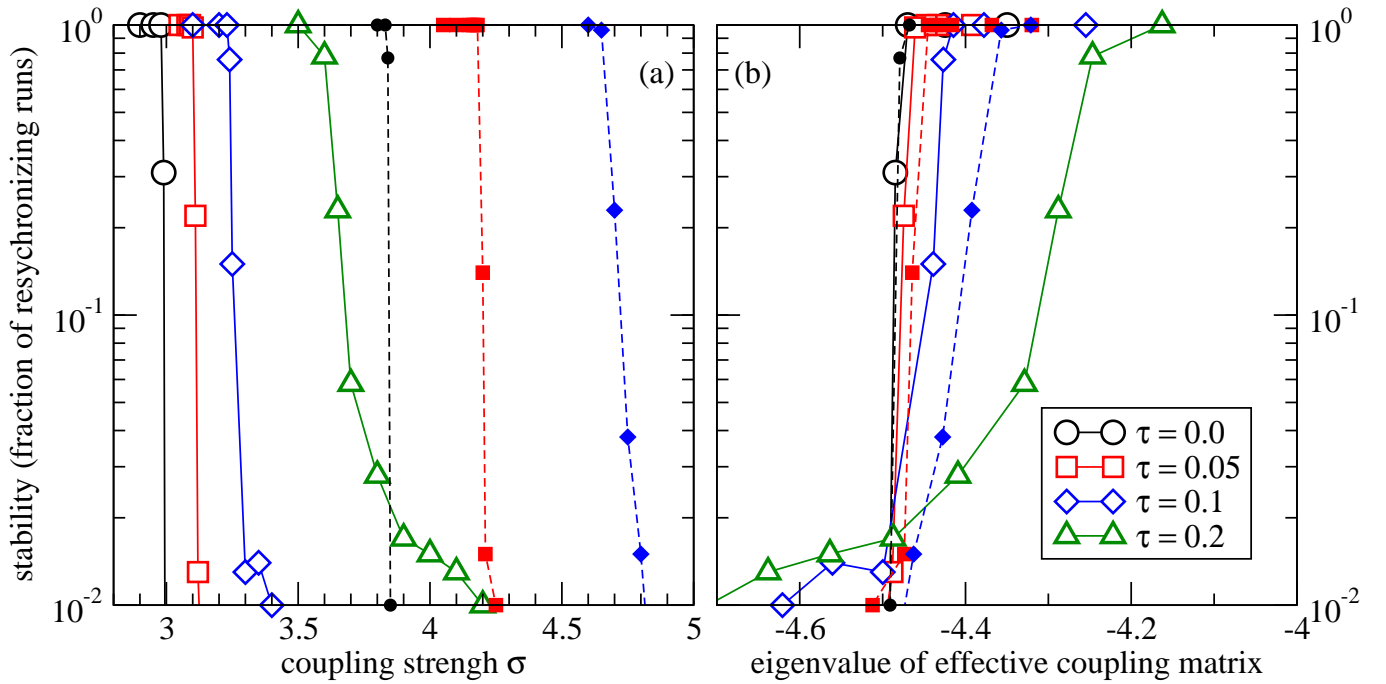 stability (fraction of resychronizing runs)
10^0
10^-1
10^-2
(a)
3
3.5
4
4.5
5
coupling strengh σ
(b)
10^0
10^-1
10^-2
τ = 0.0
τ = 0.05
τ = 0.1
τ = 0.2
-4.6
-4.4
-4.2
-4
eigenvalue of effective coupling matrix